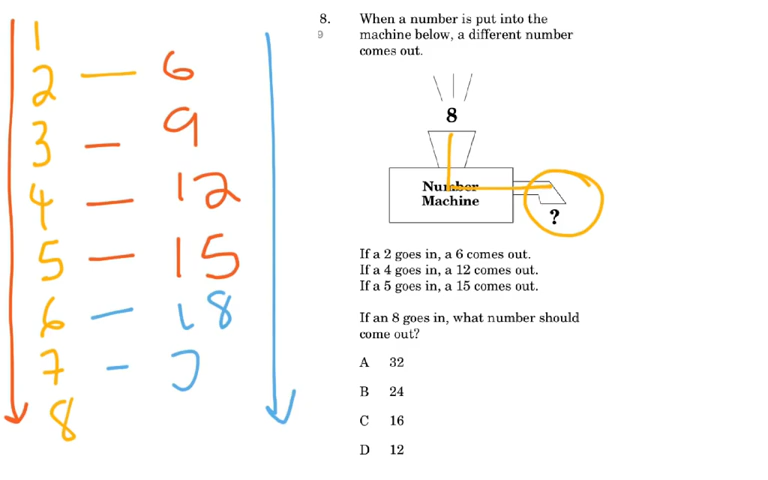 1
2 — 6
3 — 9
4 — 12
5 — 15
6 — 18
7 —
8
8.
9
When a number is put into the
machine below, a different number
comes out.
8
Number
Machine
?
If a 2 goes in, a 6 comes out.
If a 4 goes in, a 12 comes out.
If a 5 goes in, a 15 comes out.
If an 8 goes in, what number should
come out?
A 32
B 24
C 16
D 12